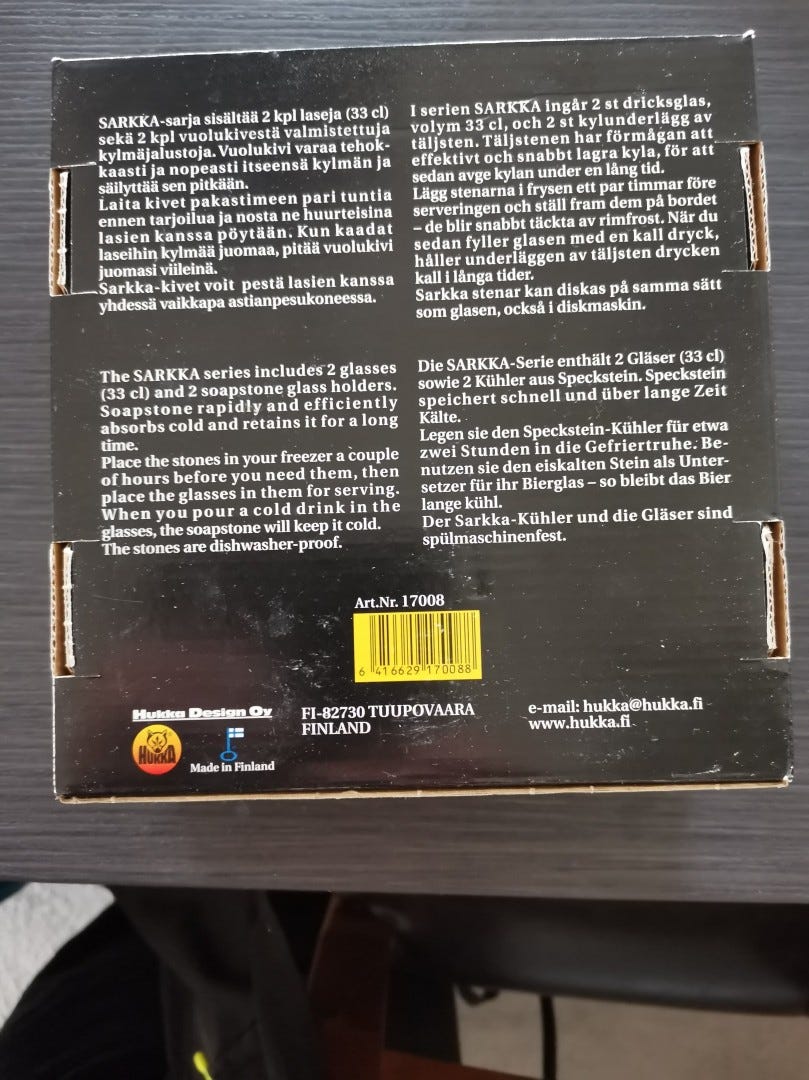 SARKKA-sarja sisältää 2 kpl laseja (33 cl)
sekä 2 kpl vuolukivestä valmistettuja
kylmäjalustoja. Vuolukivi varaa tehok-
kaasti ja nopeasti itseensä kylmän ja
säilyttää sen pitkään.
Laita kivet pakastimeen pari tuntia
ennen tarjoilua ja nosta ne huurteisina
lasien kanssa pöytään. Kun kaadat
laseihin kylmää juomaa, pitää vuolukivi
juomasi viileinä.
Sarkka-kivet voit pestä lasien kanssa
yhdessä vaikkapa astianpesukoneessa.
I serien SARKKA ingår 2 st dricksglas,
volym 33 cl, och 2 st kylunderlägg av
täljsten. Täljstenen har förmågan att
effektivt och snabbt lagra kyla, för att
sedan avge kylan under en lång tid.
Lägg stenarna i frysen ett par timmar före
serveringen och ställ fram dem på bordet
– de blir snabbt täckta av rimfrost. När du
sedan fyller glasen med en kall dryck,
håller underläggen av täljsten drycken
kall i långa tider.
Sarkka stenar kan diskas på samma sätt
som glasen, också i diskmaskin.
The SARKKA series includes 2 glasses
(33 cl) and 2 soapstone glass holders.
Soapstone rapidly and efficiently
absorbs cold and retains it for a long
time.
Place the stones in your freezer a couple
of hours before you need them, then
place the glasses in them for serving.
When you pour a cold drink in the
glasses, the soapstone will keep it cold.
The stones are dishwasher-proof.
Die SARKKA-Serie enthält 2 Gläser (33 cl)
sowie 2 Kühler aus Speckstein. Speckstein
speichert schnell und über lange Zeit
Kälte.
Legen sie den Speckstein-Kühler für etwa
zwei Stunden in die Gefriertruhe. Be-
nutzen sie den eiskalten Stein als Unter-
setzer für ihr Bierglas – so bleibt das Bier
lange kühl.
Der Sarkka-Kühler und die Gläser sind
spülmaschinenfest.
Art.Nr. 17008
6 416629 170088
Hukka Design Oy
HUKKA
Made in Finland
FI-82730 TUUPOVAARA
FINLAND
e-mail: hukka@hukka.fi
www.hukka.fi